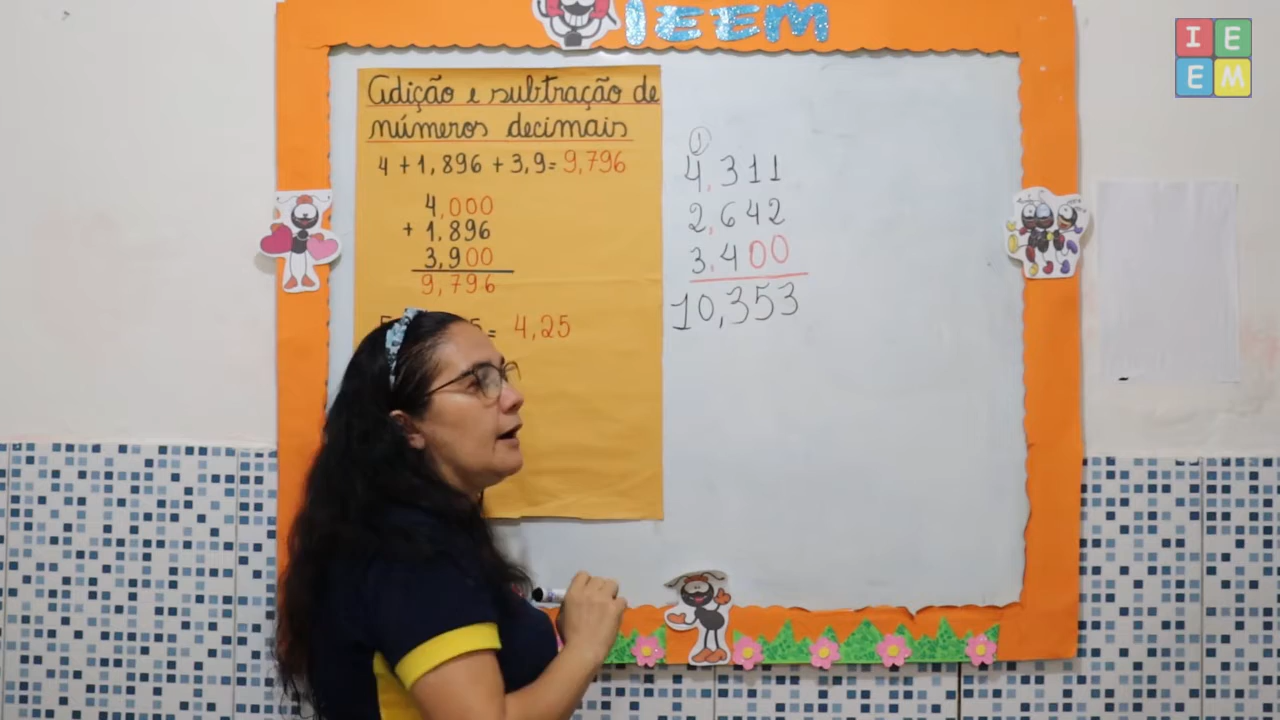 IEEM
IE
EM
Adição e subtração de
números decimais
4 + 1,896 + 3,9 = 9,796
4,000
+ 1,896
3,900
9,796
= 4,25
①
4.311
2.642
3.400
10,353